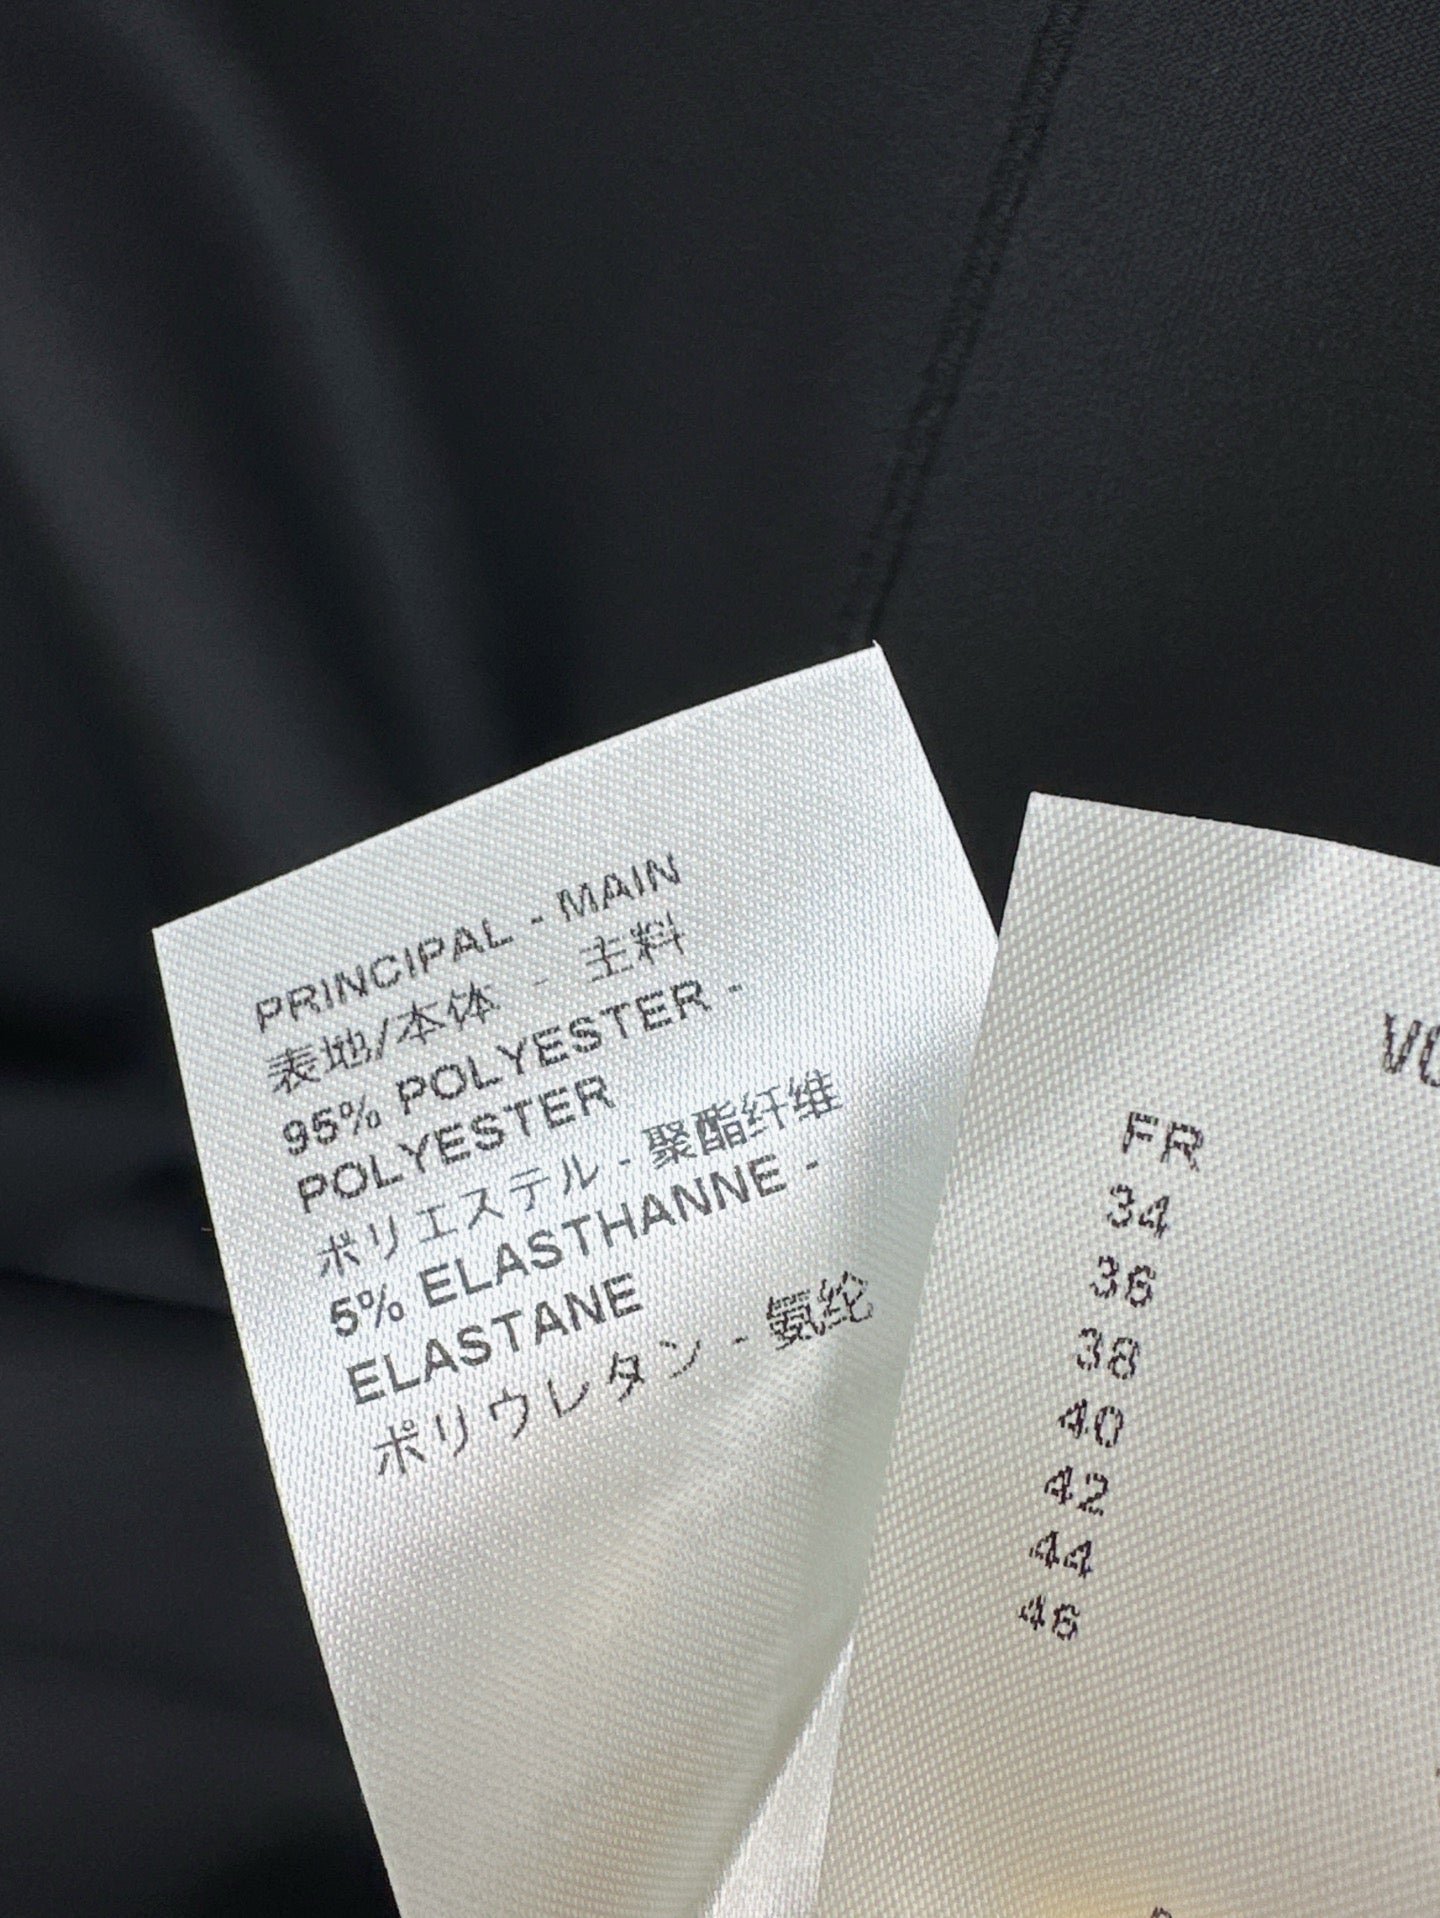 PRINCIPAL - MAIN
表地/本体 - 主料
95% POLYESTER -
POLYESTER
ポリエステル - 聚酯纤维
5% ELASTHANNE -
ELASTANE
ポリウレタン - 氨纶
FR
34
36
38
40
42
44
46